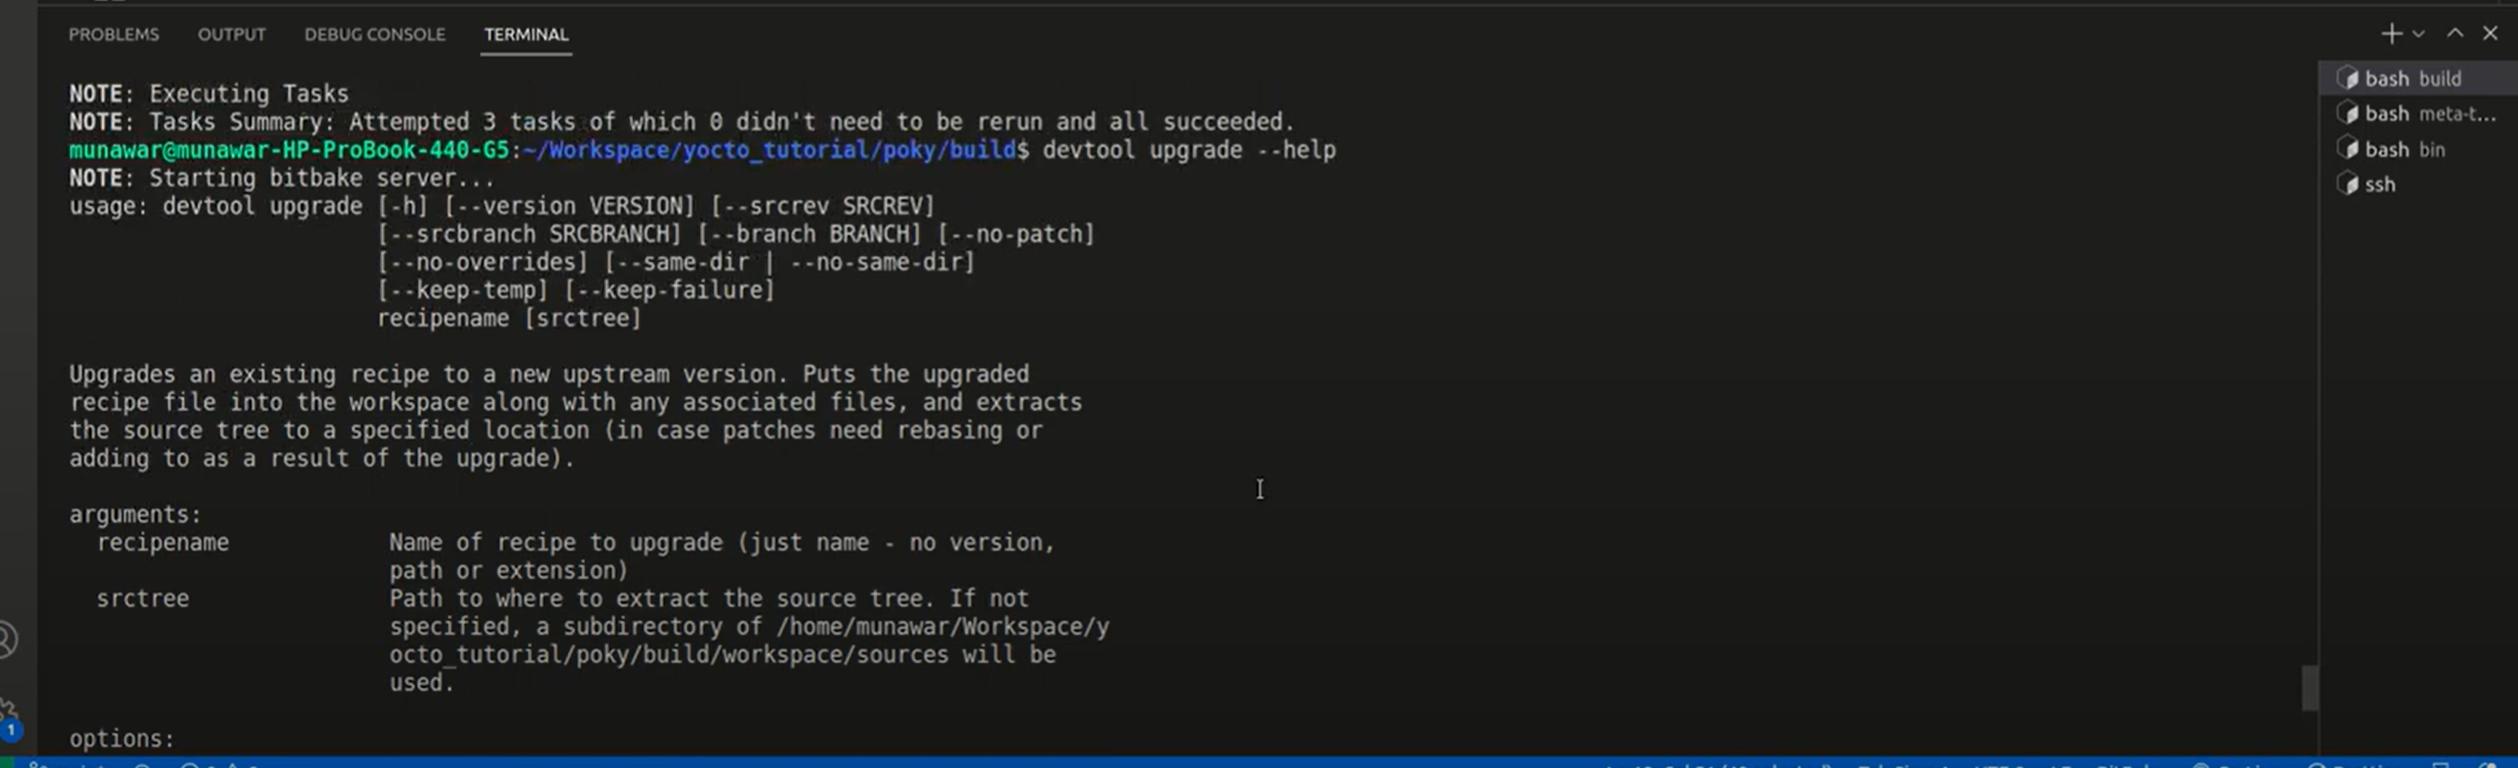 PROBLEMS OUTPUT DEBUG CONSOLE TERMINAL
NOTE: Executing Tasks
NOTE: Tasks Summary: Attempted 3 tasks of which 0 didn't need to be rerun and all succeeded.
munawar@munawar-HP-ProBook-440-G5:~/Workspace/yocto_tutorial/poky/build$ devtool upgrade --help
NOTE: Starting bitbake server...
usage: devtool upgrade [-h] [--version VERSION] [--srcrev SRCREV]
[--srcbranch SRCBRANCH] [--branch BRANCH] [--no-patch]
[--no-overrides] [--same-dir | --no-same-dir]
[--keep-temp] [--keep-failure]
recipename [srctree]
Upgrades an existing recipe to a new upstream version. Puts the upgraded
recipe file into the workspace along with any associated files, and extracts
the source tree to a specified location (in case patches need rebasing or
adding to as a result of the upgrade).
arguments:
recipename Name of recipe to upgrade (just name - no version,
path or extension)
srctree Path to where to extract the source tree. If not
specified, a subdirectory of /home/munawar/Workspace/y
octo_tutorial/poky/build/workspace/sources will be
used.
options:
bash build
bash meta-t...
bash bin
ssh
1